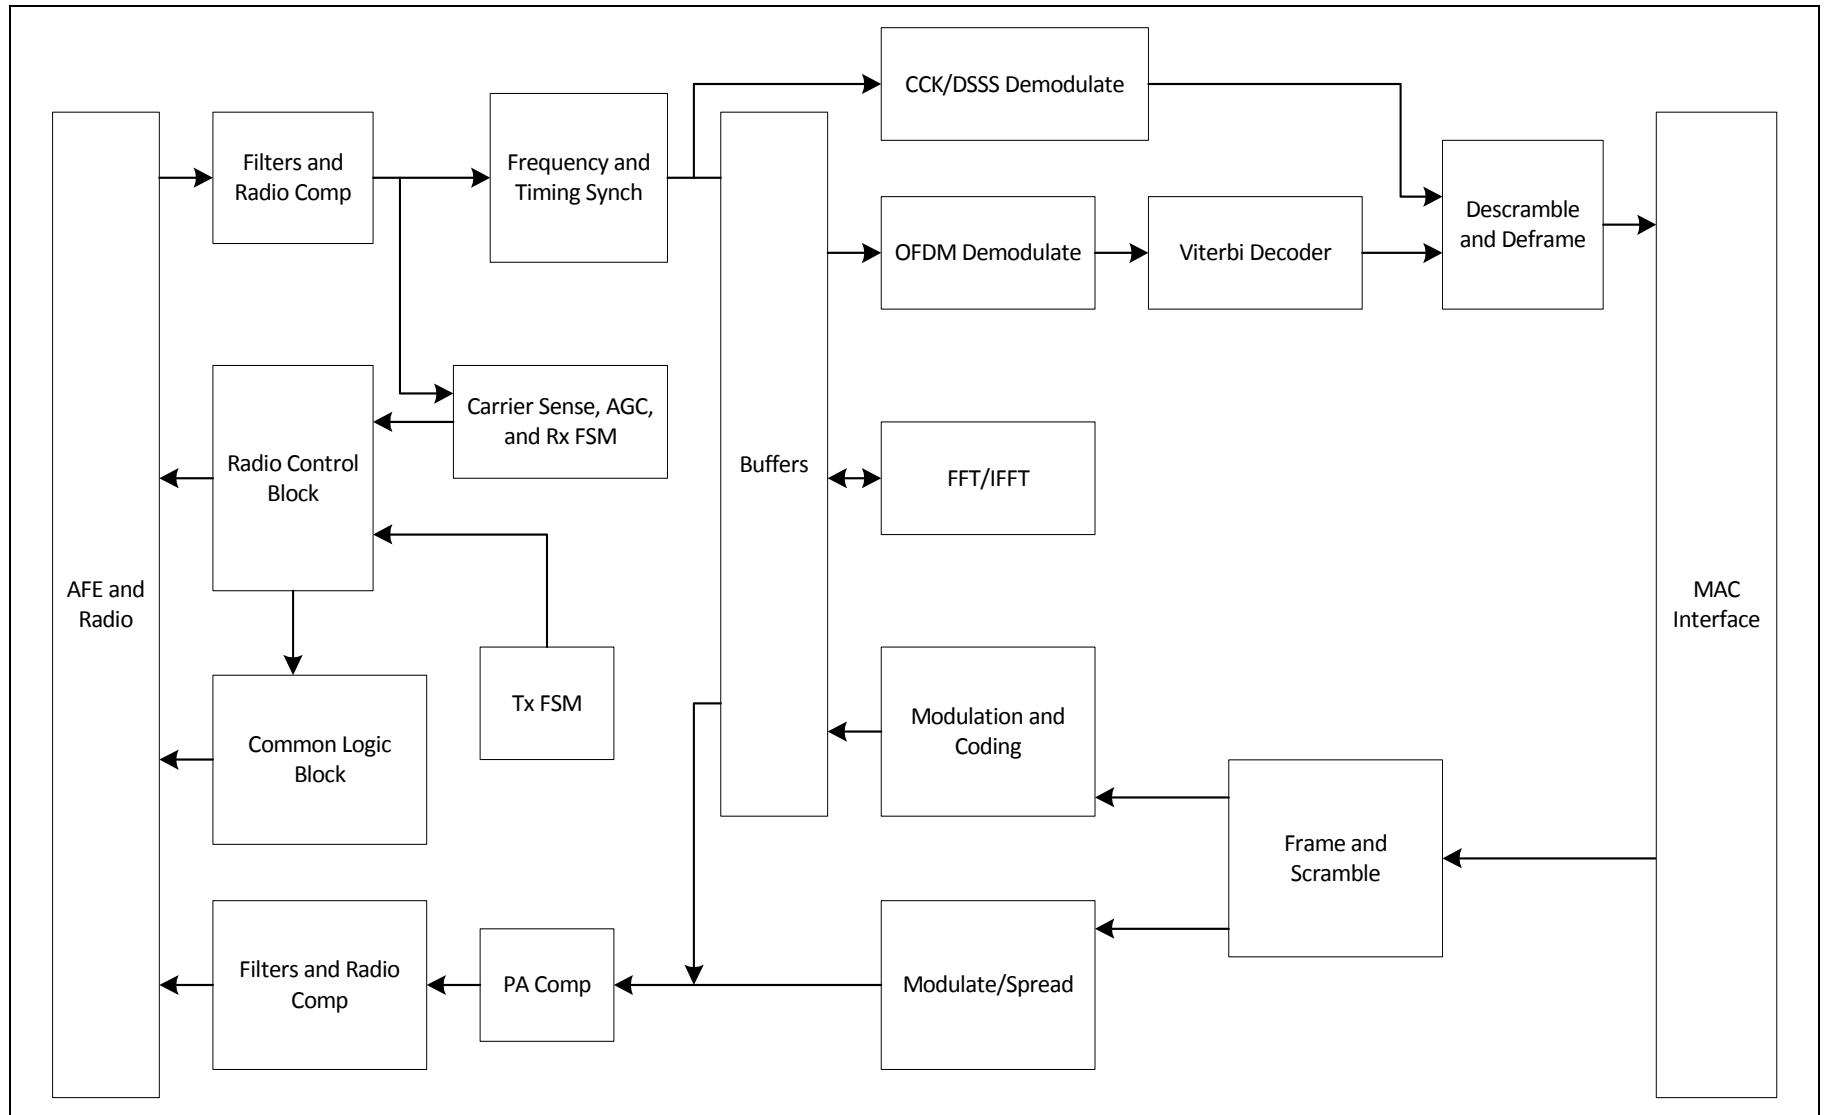 CCK/DSSS Demodulate
Filters and
Radio Comp
Frequency and
Timing Synch
Descramble
and Deframe
OFDM Demodulate
Viterbi Decoder
Carrier Sense, AGC,
and Rx FSM
Radio Control
Block
Buffers
FFT/IFFT
AFE and
Radio
MAC
Interface
Tx FSM
Modulation and
Coding
Common Logic
Block
Frame and
Scramble
Filters and Radio
Comp
PA Comp
Modulate/Spread